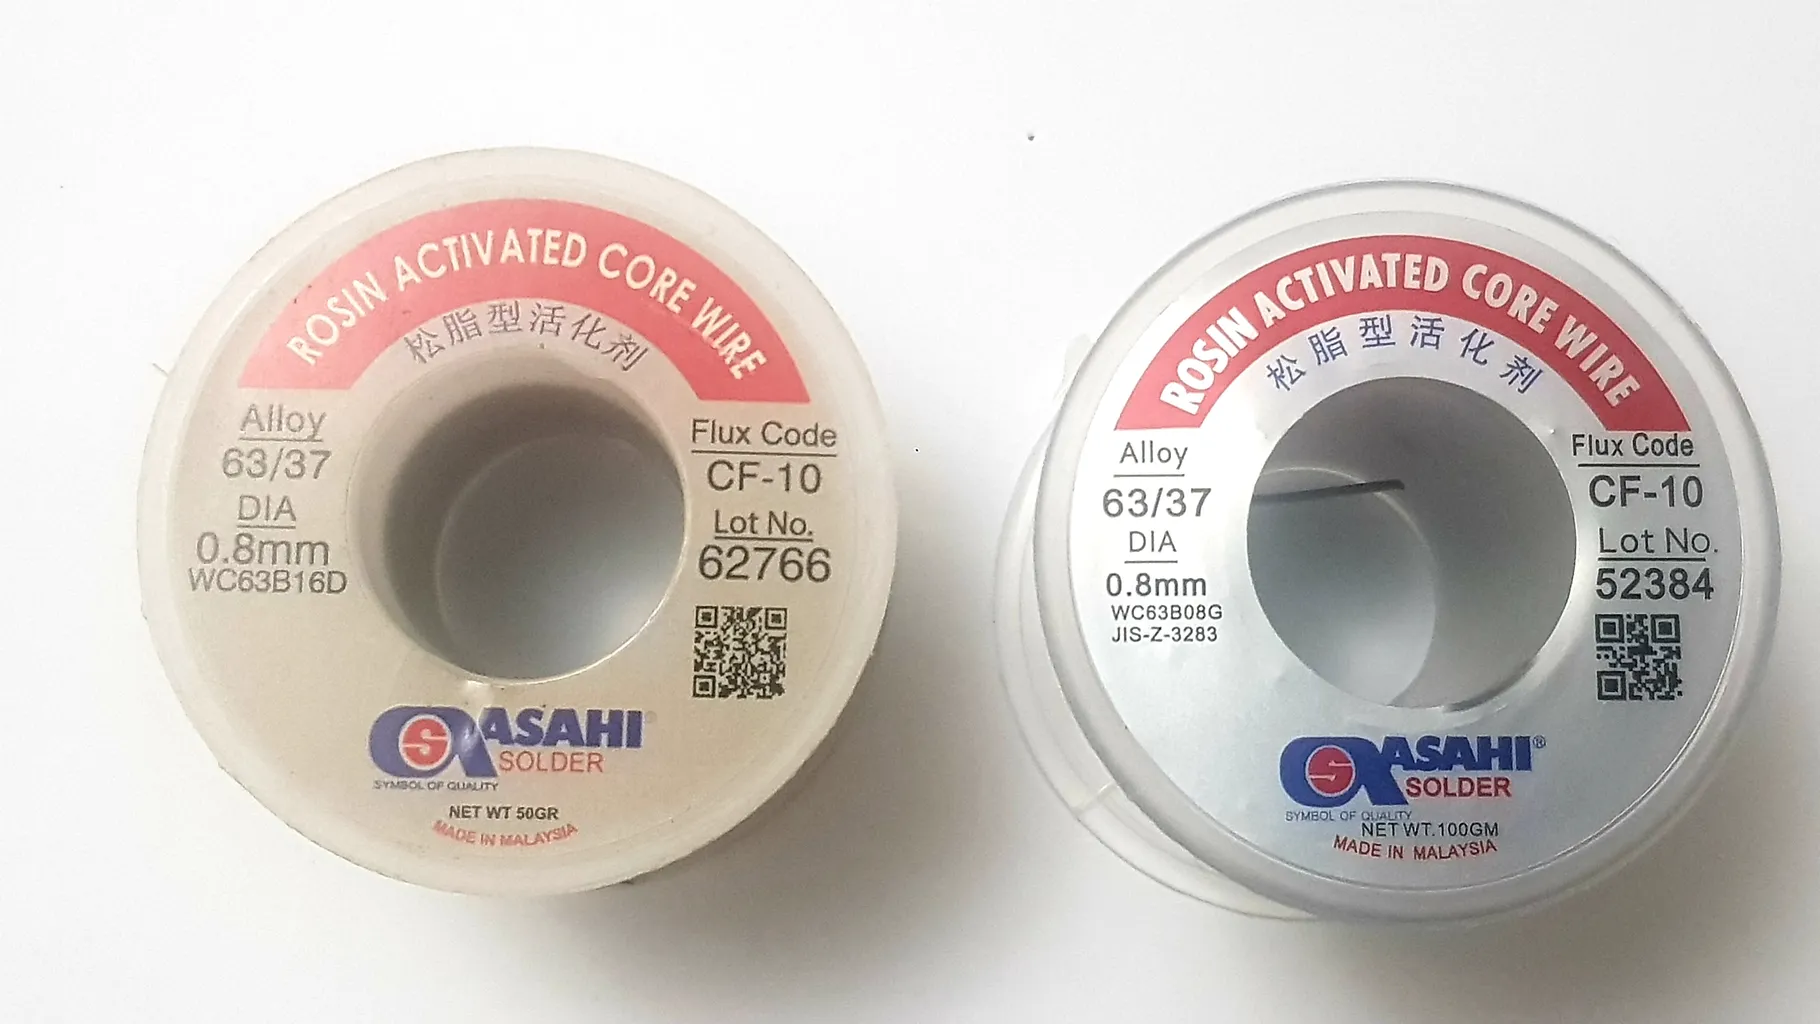 ROSIN ACTIVATED CORE WIRE
松脂型活化剂
Alloy
63/37
DIA
0.8mm
WC63B16D
Flux Code
CF-10
Lot No.
62766
ASAHI®
SOLDER
SYMBOL OF QUALITY
NET WT 50GR
MADE IN MALAYSIA
ROSIN ACTIVATED CORE WIRE
松脂型活化剂
Alloy
63/37
DIA
0.8mm
WC63B08G
JIS-Z-3283
Flux Code
CF-10
Lot No.
52384
ASAHI®
SOLDER
SYMBOL OF QUALITY
NET WT.100GM
MADE IN MALAYSIA